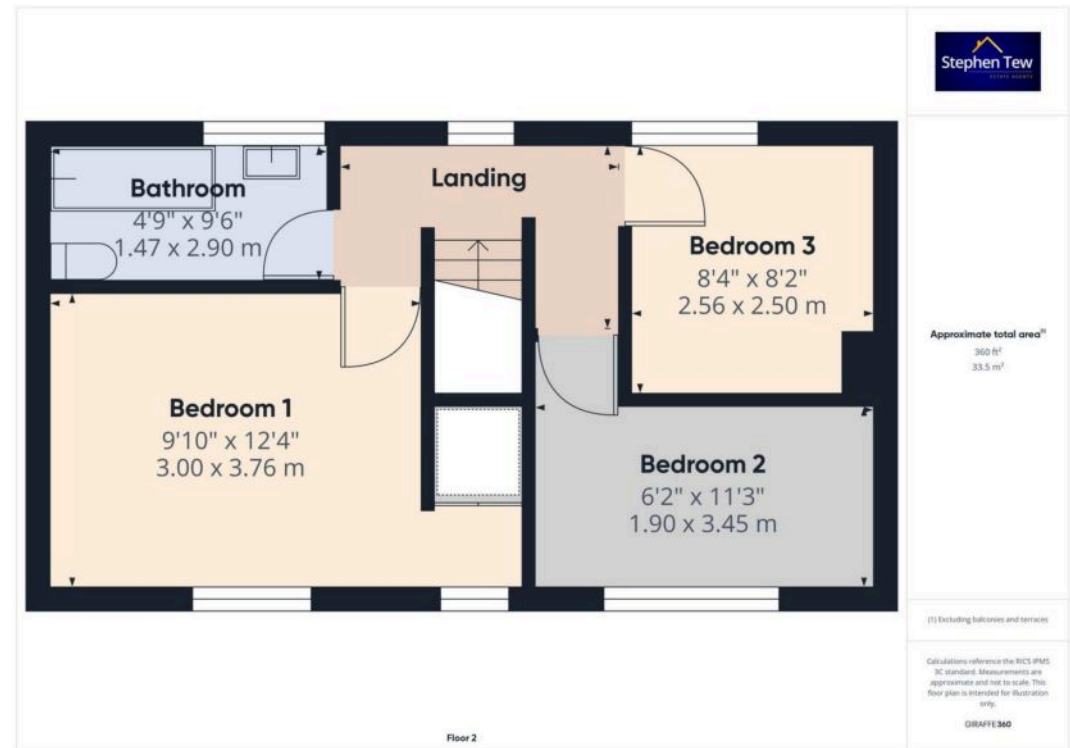 Stephen Tew
ESTATE AGENTS
Bathroom
4'9" x 9'6"
1.47 x 2.90 m
Landing
Bedroom 3
8'4" x 8'2"
2.56 x 2.50 m
Bedroom 1
9'10" x 12'4"
3.00 x 3.76 m
Bedroom 2
6'2" x 11'3"
1.90 x 3.45 m
Approximate total area(1)
360 ft²
33.5 m²
(1) Excluding balconies and terraces
Calculations reference the RICS IPMS
3C standard. Measurements are
approximate and not to scale. This
floor plan is intended for illustration
only.
GIRAFFE360
Floor 2